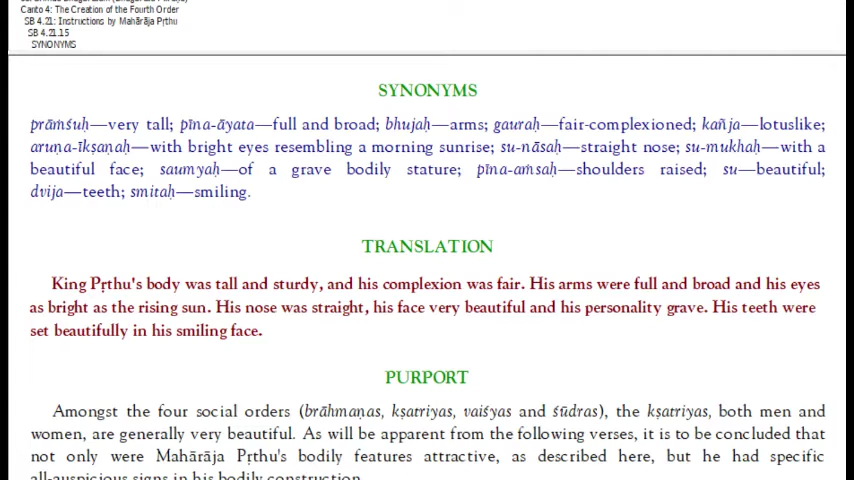 Canto 4: The Creation of the Fourth Order
SB 4.21: Instructions by Mahārāja Pṛthu
SB 4.21.15
SYNONYMS
SYNONYMS
prāṁśuḥ—very tall; pīna-āyata—full and broad; bhujaḥ—arms; gauraḥ—fair-complexioned; kañja—lotuslike;
aruṇa-īkṣaṇaḥ—with bright eyes resembling a morning sunrise; su-nāsaḥ—straight nose; su-mukhaḥ—with a
beautiful face; saumyaḥ—of a grave bodily stature; pīna-aṁsaḥ—shoulders raised; su—beautiful;
dvija—teeth; smitaḥ—smiling.
TRANSLATION
King Pṛthu's body was tall and sturdy, and his complexion was fair. His arms were full and broad and his eyes
as bright as the rising sun. His nose was straight, his face very beautiful and his personality grave. His teeth were
set beautifully in his smiling face.
PURPORT
Amongst the four social orders (brāhmaṇas, kṣatriyas, vaiśyas and śūdras), the kṣatriyas, both men and
women, are generally very beautiful. As will be apparent from the following verses, it is to be concluded that
not only were Mahārāja Pṛthu's bodily features attractive, as described here, but he had specific
all-auspicious signs in his bodily construction.